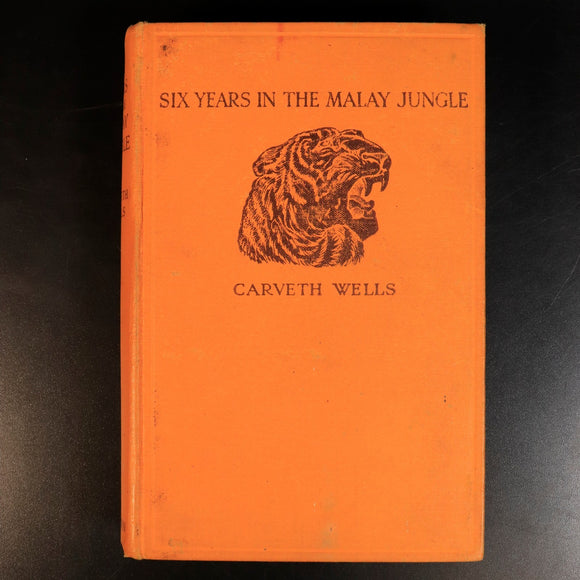 SIX YEARS IN THE MALAY JUNGLE
CARVETH WELLS